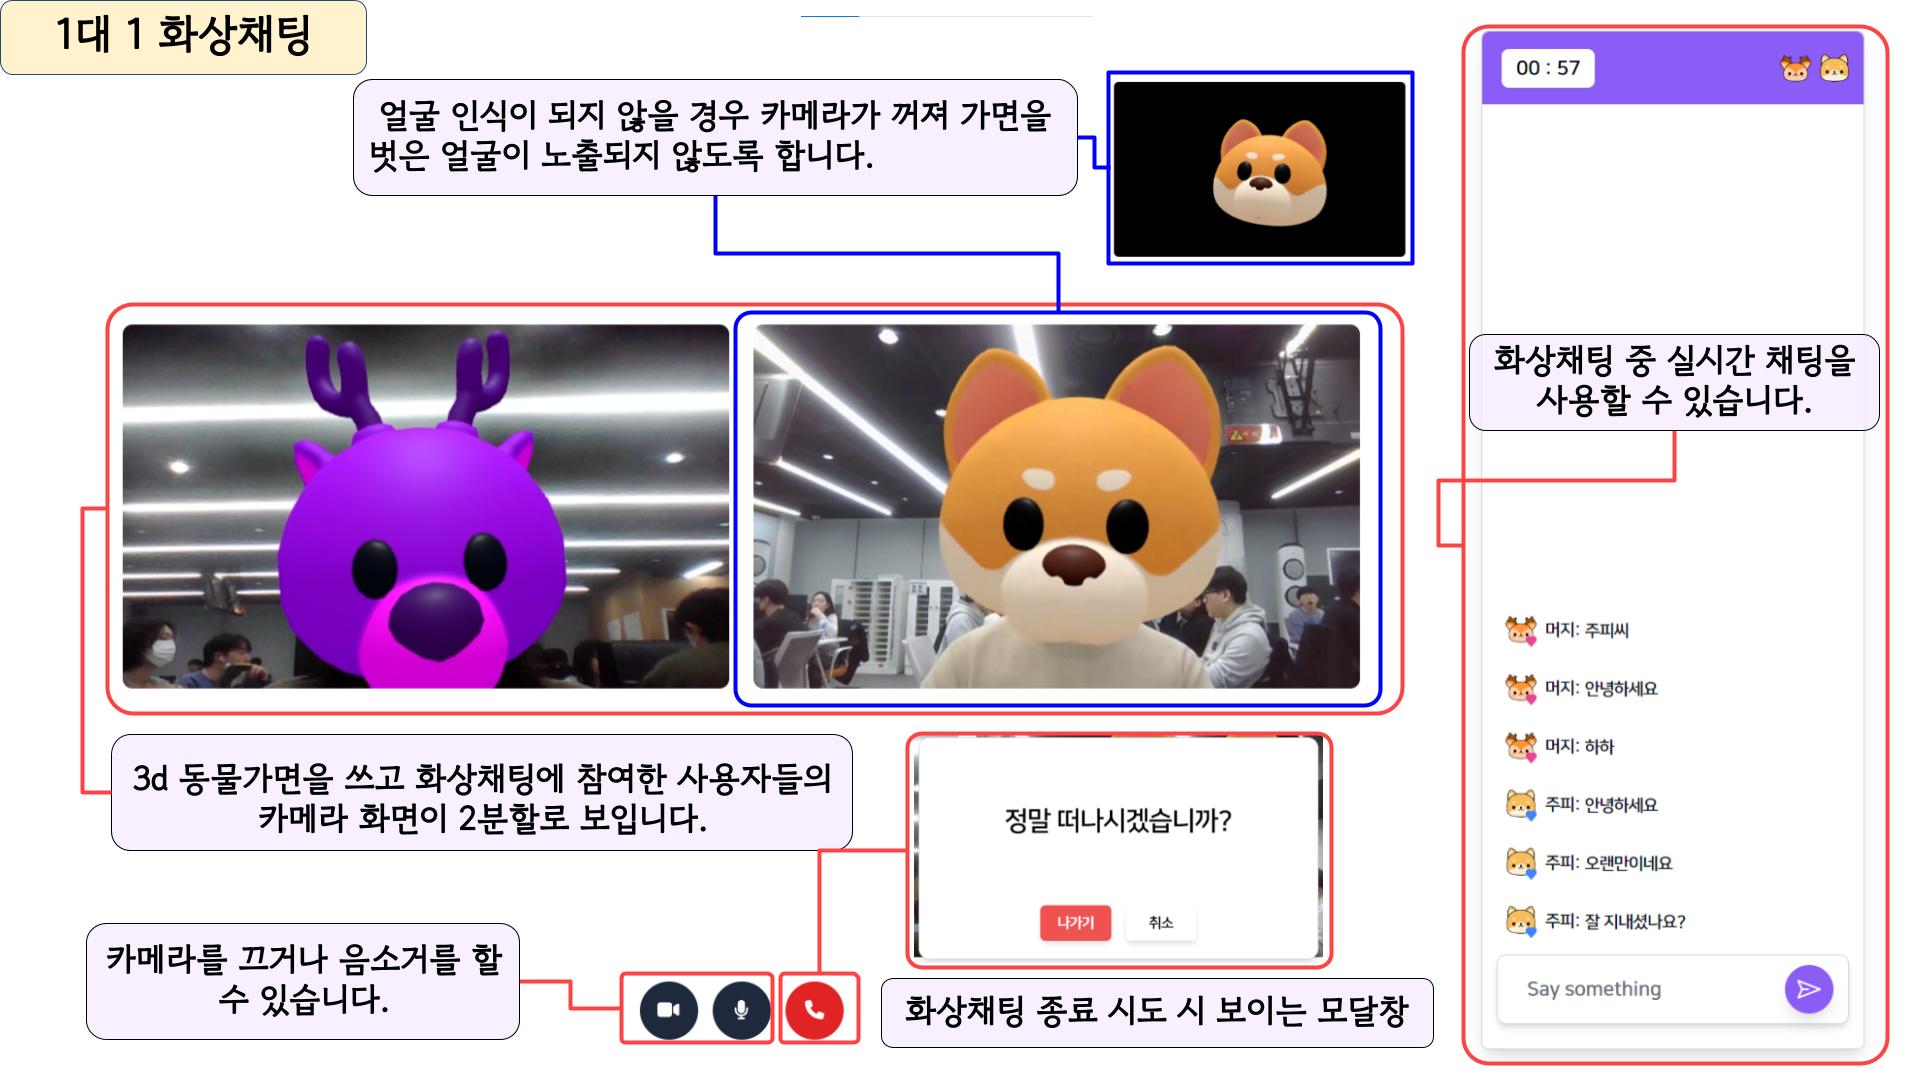 1대 1 화상채팅
얼굴 인식이 되지 않을 경우 카메라가 꺼져 가면을
벗은 얼굴이 노출되지 않도록 합니다.
00 : 57
화상채팅 중 실시간 채팅을
사용할 수 있습니다.
머지: 주피씨
머지: 안녕하세요
머지: 하하
주피: 안녕하세요
주피: 오랜만이네요
주피: 잘 지내셨나요?
Say something
3d 동물가면을 쓰고 화상채팅에 참여한 사용자들의
카메라 화면이 2분할로 보입니다.
정말 떠나시겠습니까?
나가기
취소
카메라를 끄거나 음소거를 할
수 있습니다.
화상채팅 종료 시도 시 보이는 모달창